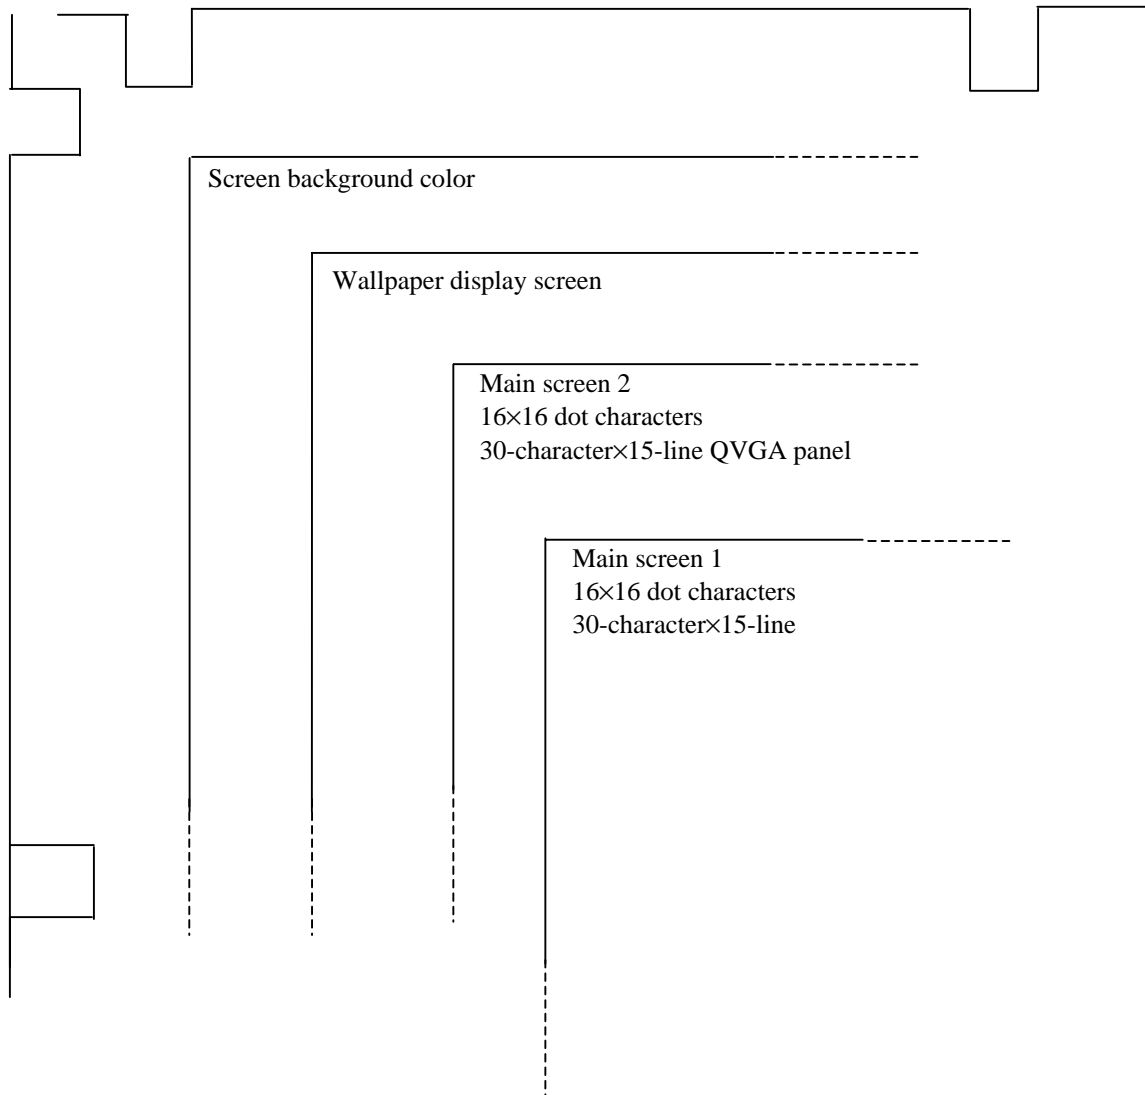 Screen background color
Wallpaper display screen
Main screen 2
16×16 dot characters
30-character×15-line QVGA panel
Main screen 1
16×16 dot characters
30-character×15-line